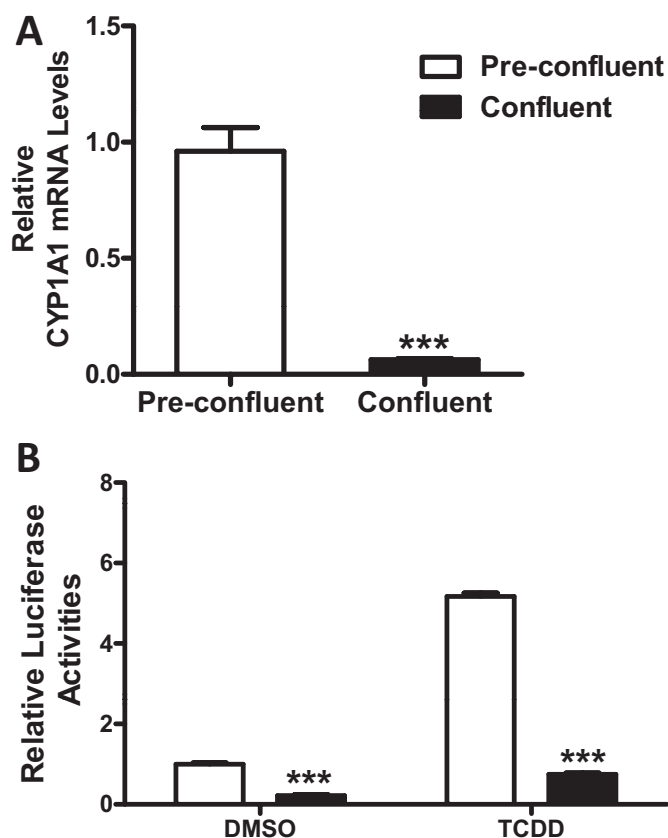 A
Relative
CYP1A1 mRNA Levels
1.5
1.0
0.5
0.0
Pre-confluent
Confluent
***
Pre-confluent
Confluent
B
Relative Luciferase
Activities
8
6
4
2
0
***
***
DMSO
TCDD